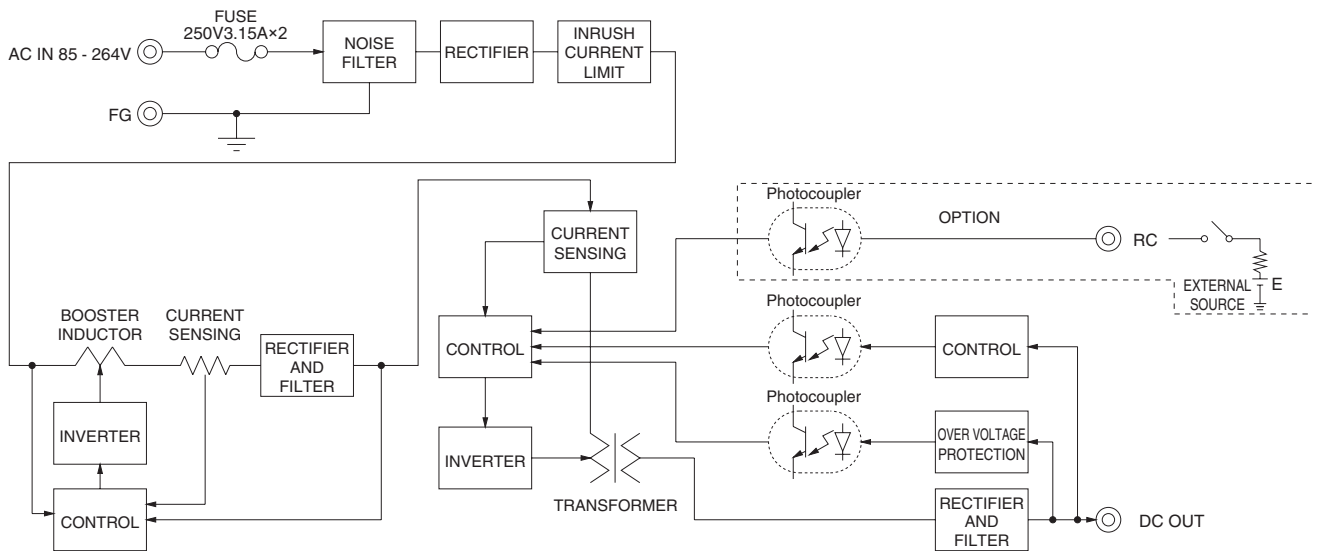 FUSE
250V3.15A×2
AC IN 85 - 264V
NOISE
FILTER
RECTIFIER
INRUSH
CURRENT
LIMIT
FG
Photocoupler
OPTION
RC
CURRENT
SENSING
EXTERNAL
SOURCE
E
BOOSTER
INDUCTOR
CURRENT
SENSING
RECTIFIER
AND
FILTER
CONTROL
Photocoupler
CONTROL
Photocoupler
INVERTER
INVERTER
OVER VOLTAGE
PROTECTION
TRANSFORMER
CONTROL
RECTIFIER
AND
FILTER
DC OUT